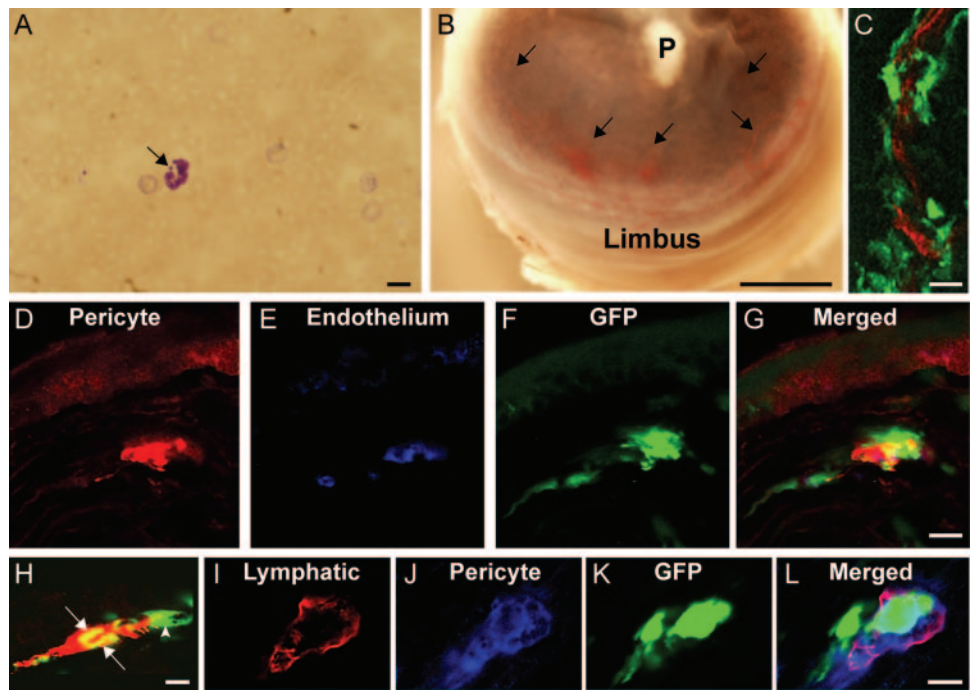 A
B
P
Limbus
C
D Pericyte
E Endothelium
F GFP
G Merged
H
I Lymphatic
J Pericyte
K GFP
L Merged